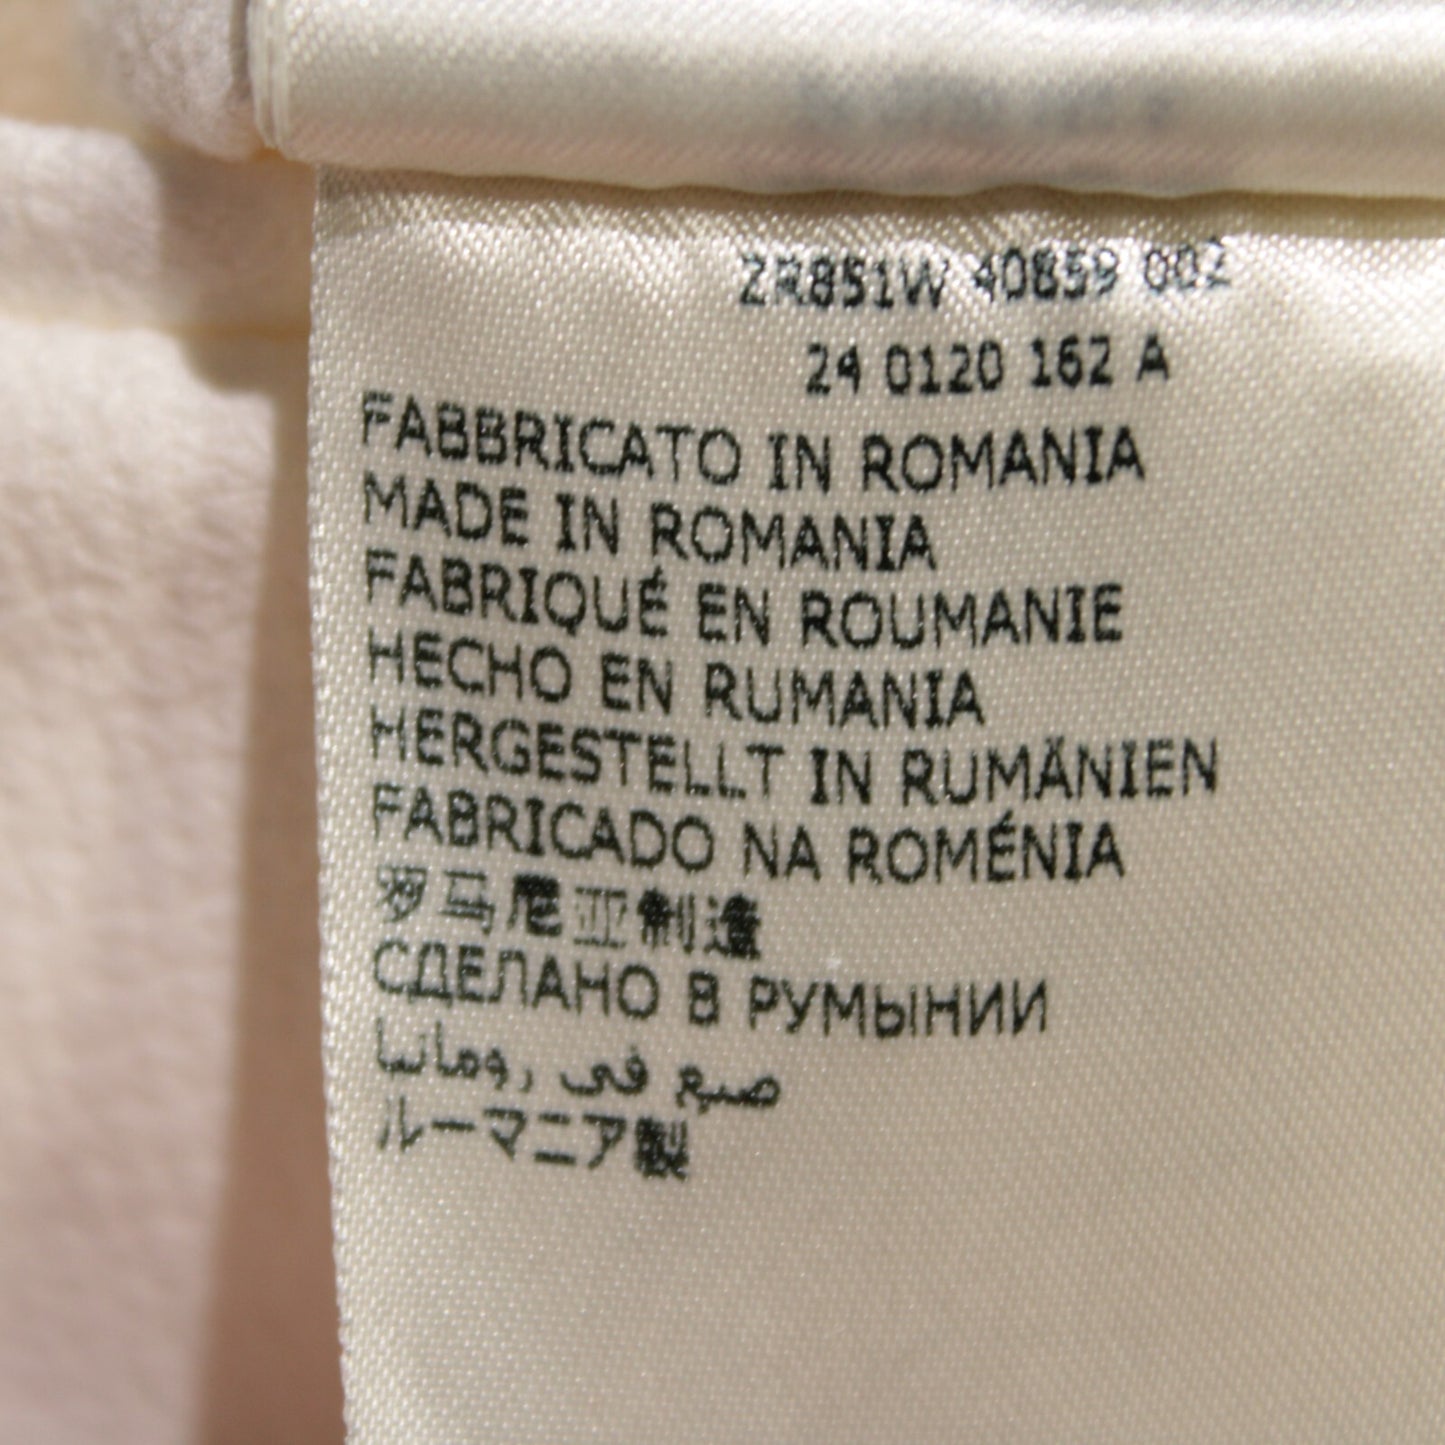 ZR851W 40859 002
24 0120 162 A
FABBRICATO IN ROMANIA
MADE IN ROMANIA
FABRIQUÉ EN ROUMANIE
HECHO EN RUMANIA
HERGESTELLT IN RUMÄNIEN
FABRICADO NA ROMÉNIA
罗马尼亚制造
СДЕЛАНО В РУМЫНИИ
صنع في رومانيا
ルーマニア製